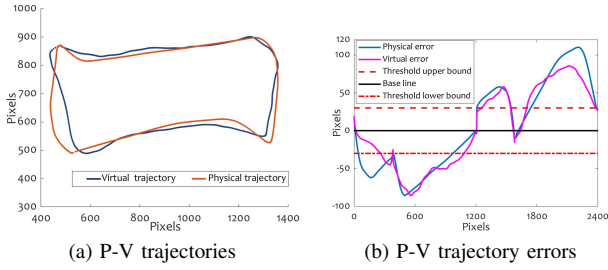 1000
900
800
700
600
500
400
300
Pixels
400 600 800 1000 1200 1400
Pixels
Virtual trajectory
Physical trajectory
(a) P-V trajectories
120
100
50
0
-50
-100
Pixels
Physical error
Virtual error
Threshold upper bound
Base line
Threshold lower bound
0 600 1200 1800 2400
Pixels
(b) P-V trajectory errors